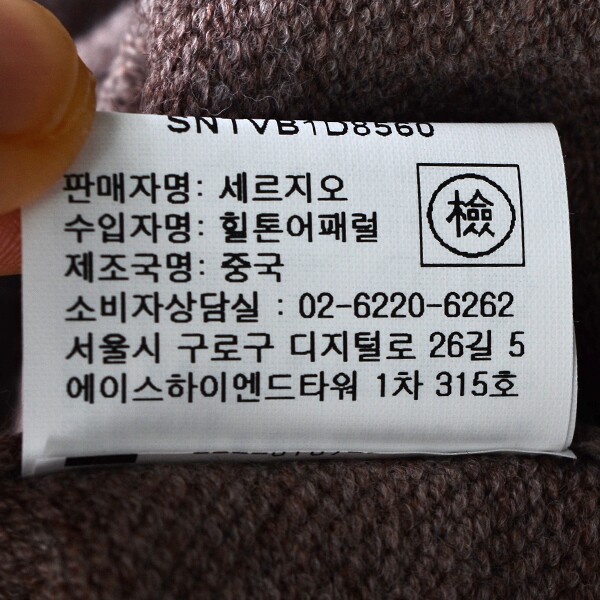 SNTVB1D8560
판매자명: 세르지오
수입자명: 힐톤어패럴
제조국명: 중국
소비자상담실 : 02-6220-6262
서울시 구로구 디지털로 26길 5
에이스하이엔드타워 1차 315호
檢